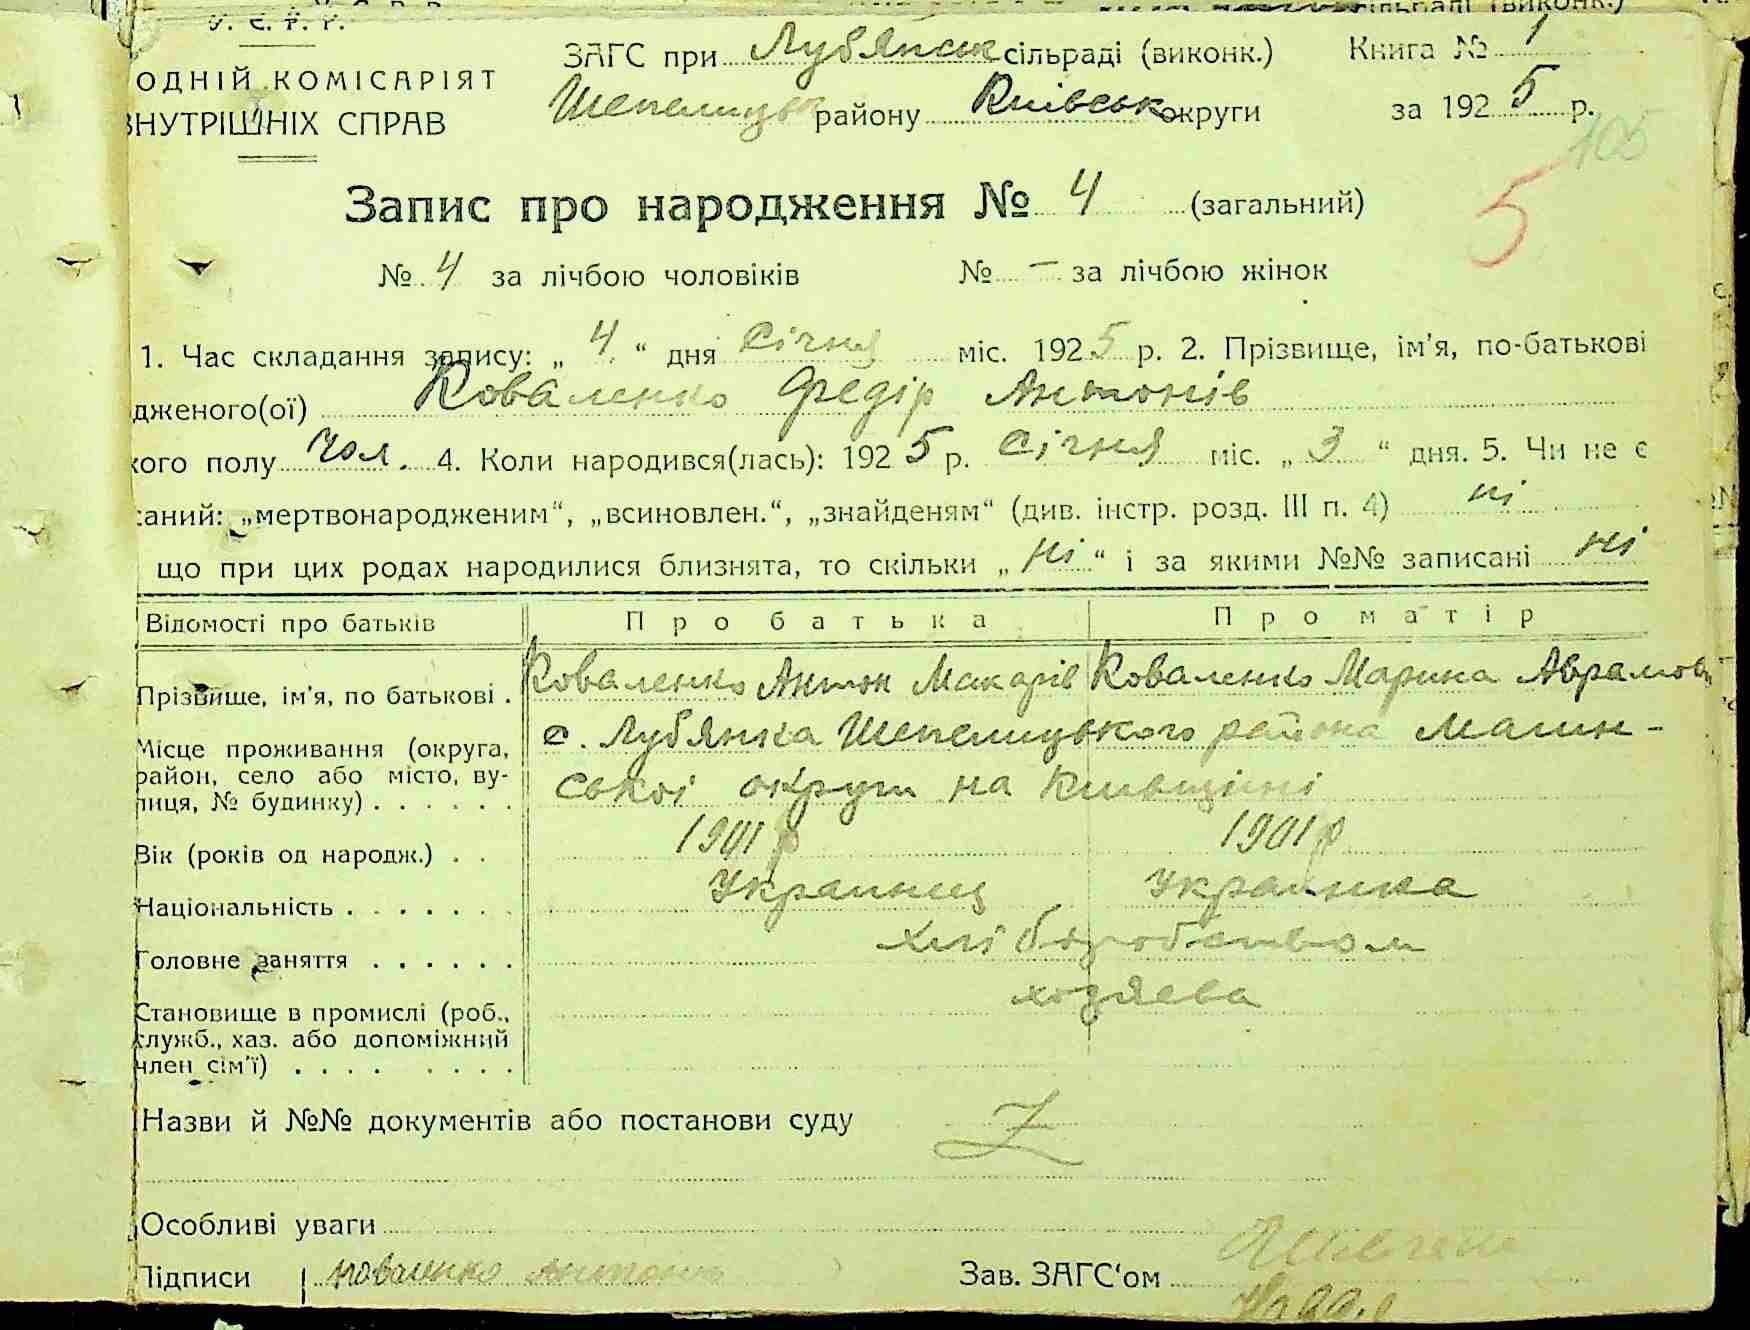 У. С. Р. Р.
ОДНІЙ КОМІСАРІЯТ
ВНУТРІШНІХ СПРАВ
ЗАГС при Лубянськ сільраді (виконк.) Книга № 1
Шепелицьк району Київськ округи за 1925 р.
105
5
Запис про народження № 4 (загальний)
№ 4 за лічбою чоловіків № — за лічбою жінок
1. Час складання запису: „ 4 “ дня Січня міс. 1925 р. 2. Прізвище, ім'я, по-батькові
дженого(ої) Коваленко Федір Антонів
кого полу Чол. 4. Коли народився(лась): 1925 р. Січня міс. „ 3 “ дня. 5. Чи не є
саний: „мертвонародженим“, „всиновлен.“, „знайденям“ (див. інстр. розд. III п. 4) ні
що при цих родах народилися близнята, то скільки „ ні “ і за якими №№ записані ні
Відомості про батьків Про батька Про матір
Прізвище, ім'я, по батькові . Коваленко Антон Макарів Коваленко Марина Аврамов
Місце проживання (округа, район, село або місто, вулиця, № будинку) . . . . . . с. Лубянка Шепелицького района Малин-
ської округи на Київщині
Вік (років од народж.) . . 1901 р 1901 р
Національність . . . . . . . Украинец Украинка
Головне заняття . . . . . . хліборобством
Становище в промислі (роб., служб., хаз. або допоміжний член сім'ї) . . . . . . . . хозяева
Назви й №№ документів або постанови суду Z
Особливі уваги
Підписи Коваленко Антон Зав. ЗАГС'ом